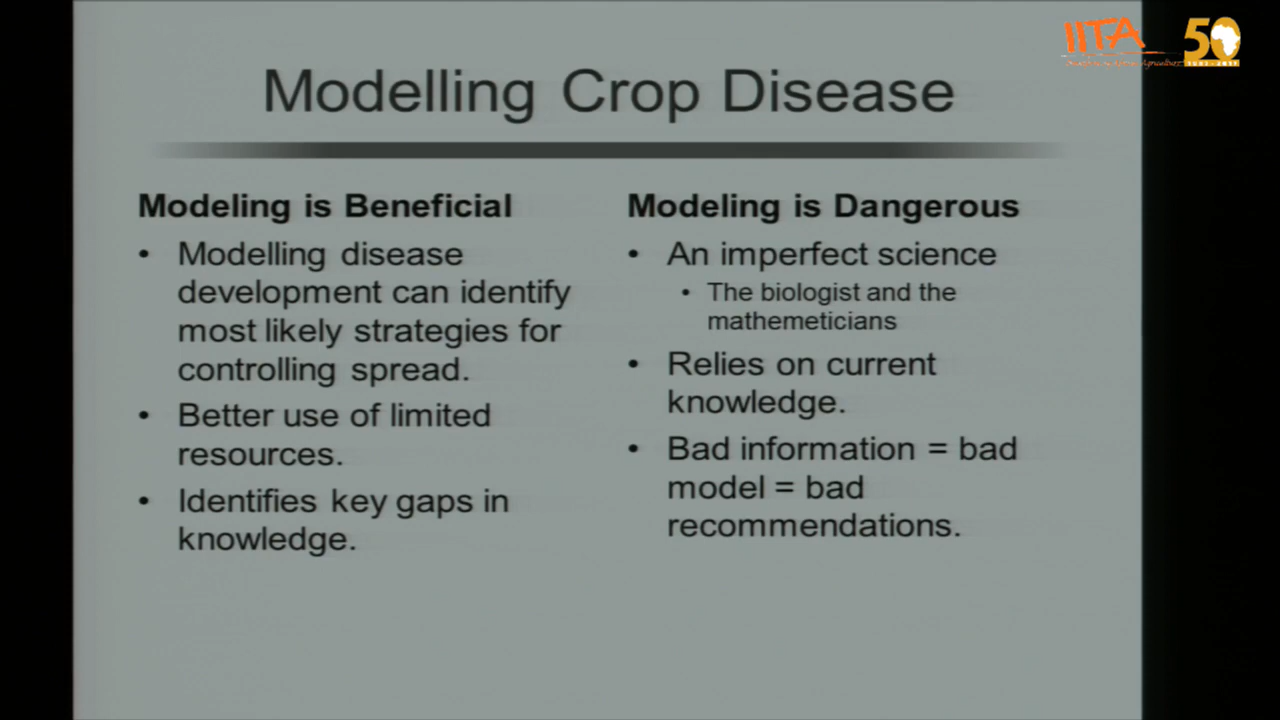 IITA
50
Modelling Crop Disease
Modeling is Beneficial
• Modelling disease
development can identify
most likely strategies for
controlling spread.
• Better use of limited
resources.
• Identifies key gaps in
knowledge.
Modeling is Dangerous
• An imperfect science
• The biologist and the
mathemeticians
• Relies on current
knowledge.
• Bad information = bad
model = bad
recommendations.